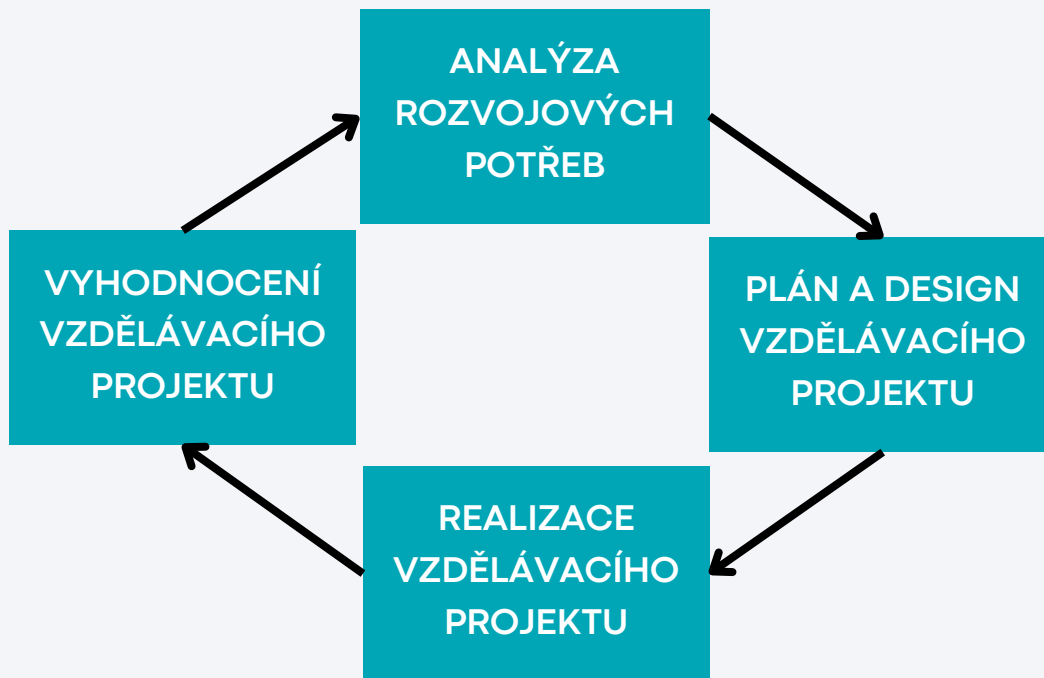 ANALÝZA
ROZVOJOVÝCH
POTŘEB
PLÁN A DESIGN
VZDĚLÁVACÍHO
PROJEKTU
REALIZACE
VZDĚLÁVACÍHO
PROJEKTU
VYHODNOCENÍ
VZDĚLÁVACÍHO
PROJEKTU